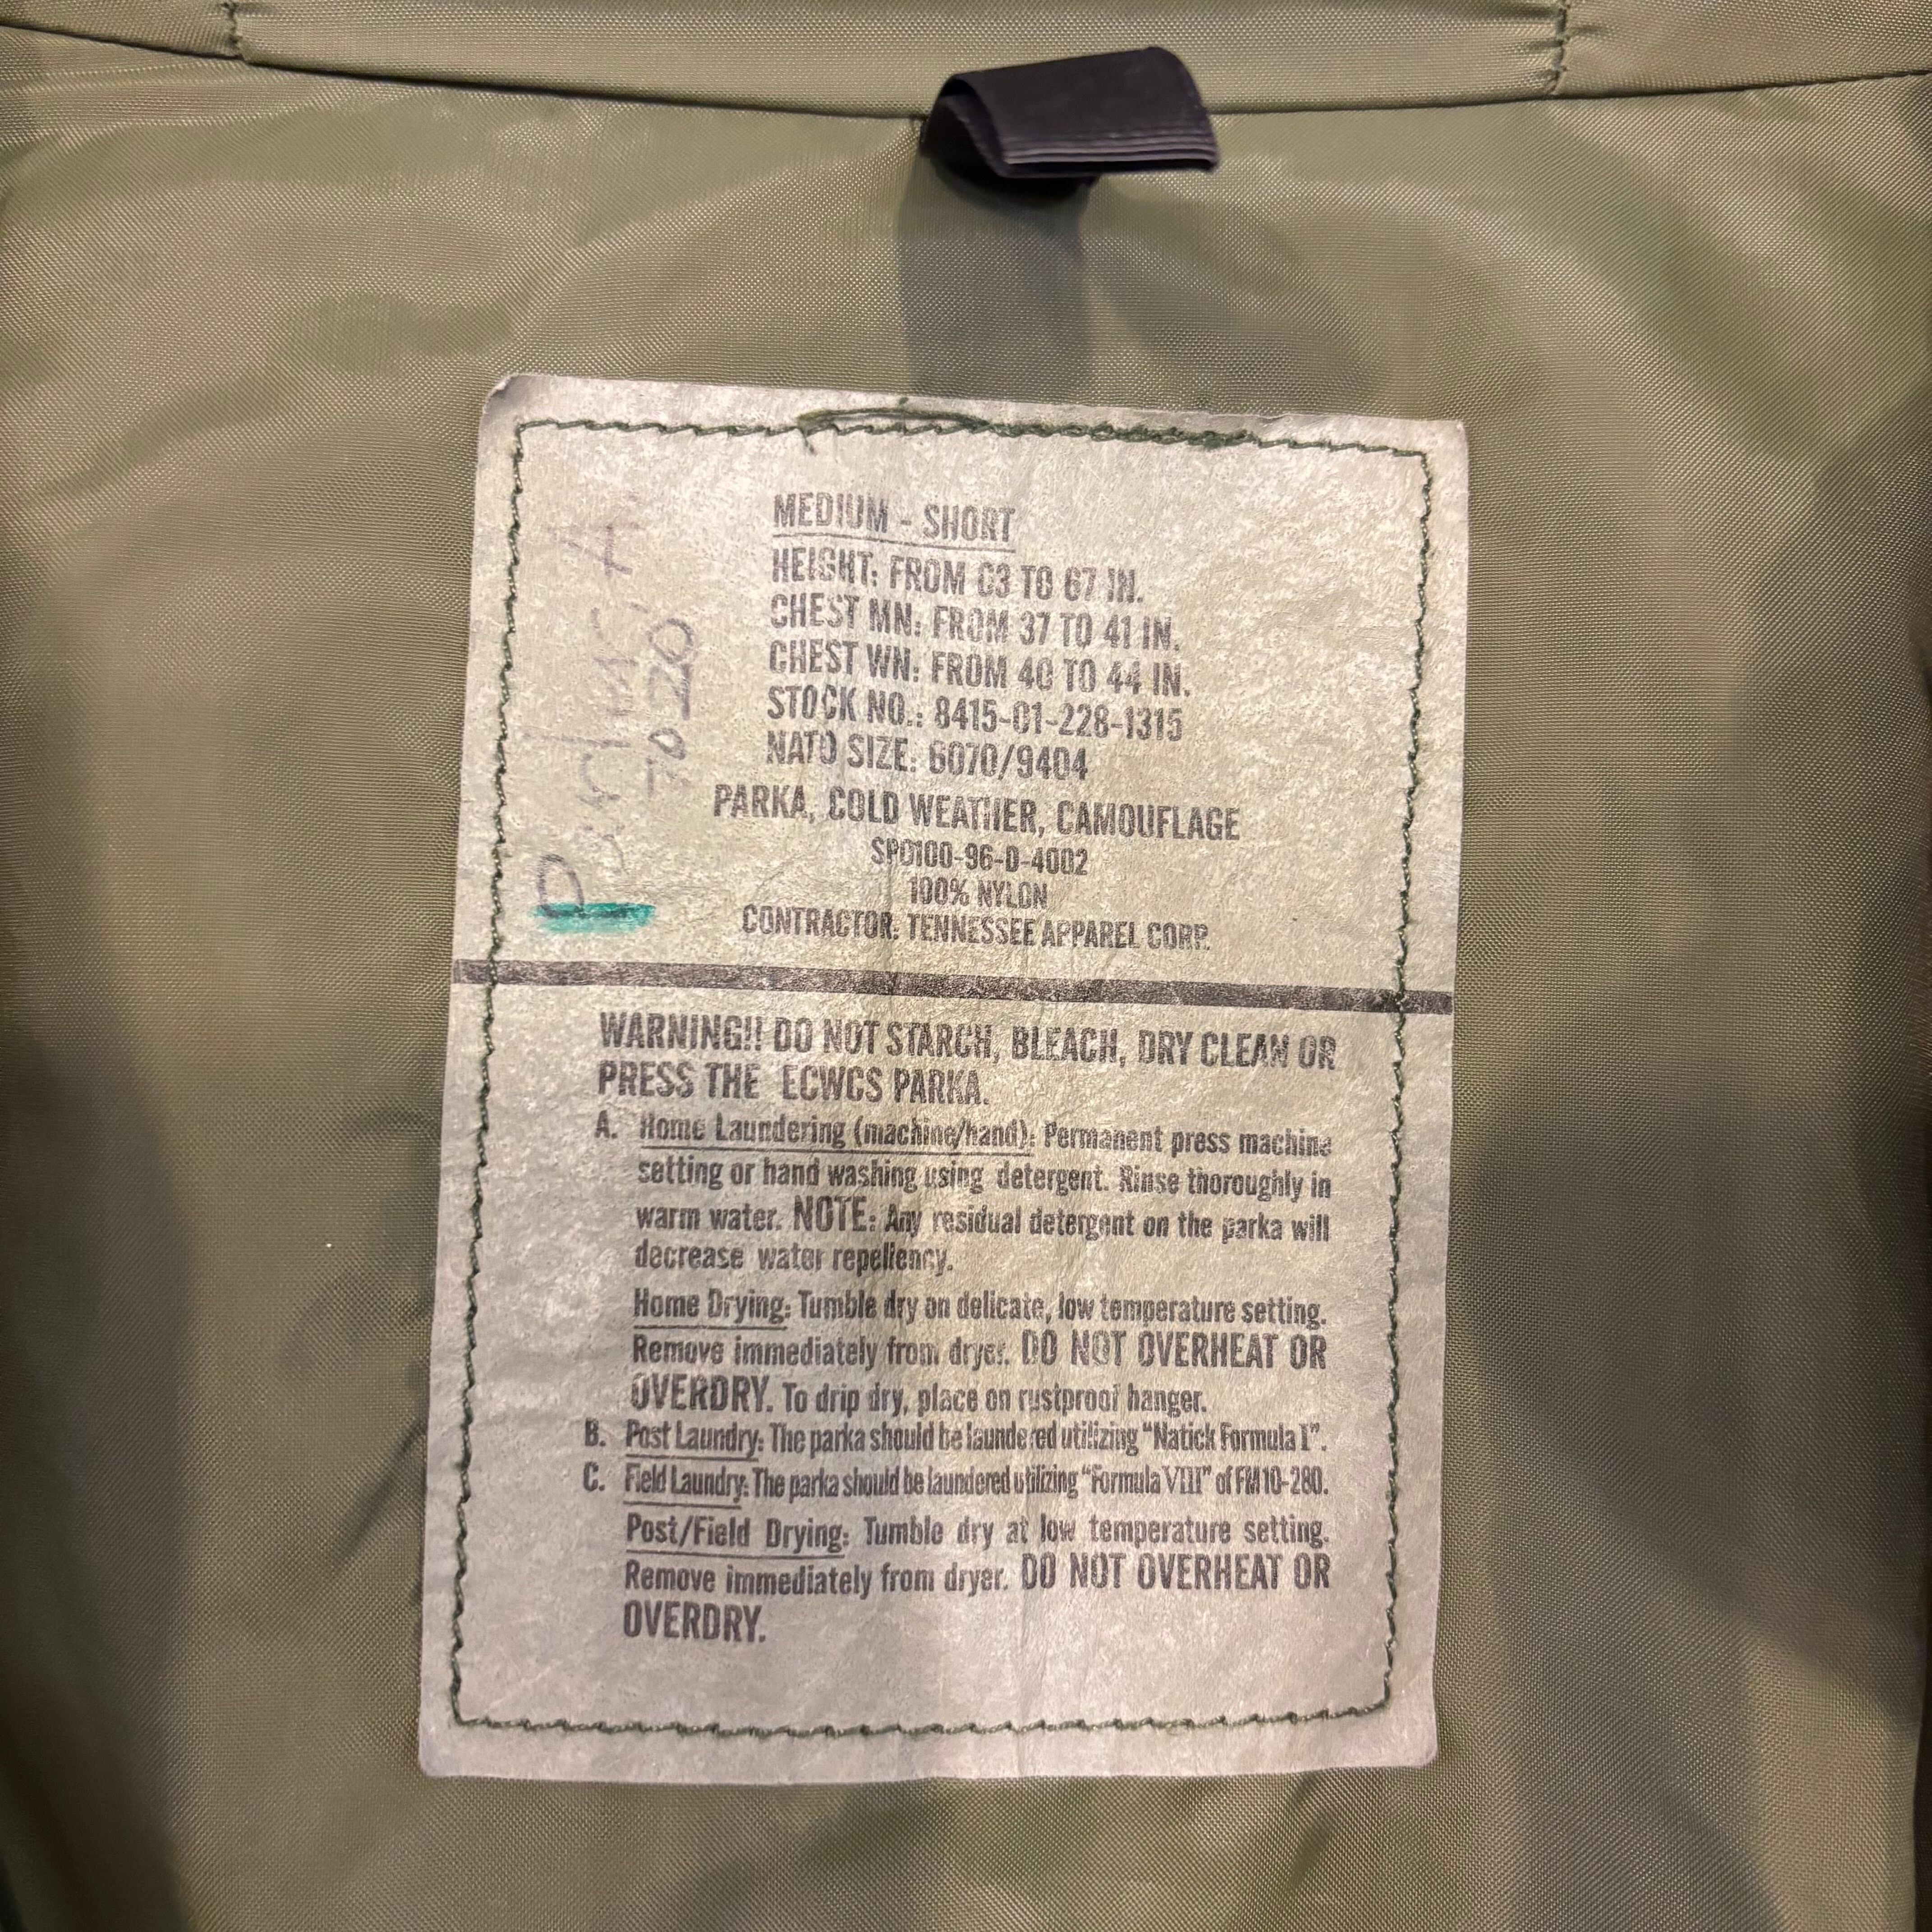 MEDIUM - SHORT
HEIGHT: FROM 63 TO 67 IN.
CHEST MN: FROM 37 TO 41 IN.
CHEST WN: FROM 40 TO 44 IN.
STOCK NO.: 8415-01-228-1315
NATO SIZE: 6070/9404
PARKA, COLD WEATHER, CAMOUFLAGE
SPO100-96-D-4002
100% NYLON
CONTRACTOR: TENNESSEE APPAREL CORP.
WARNING!! DO NOT STARCH, BLEACH, DRY CLEAN OR
PRESS THE ECWCS PARKA.
A. Home Laundering (machine/hand): Permanent press machine
setting or hand washing using detergent. Rinse thoroughly in
warm water. NOTE: Any residual detergent on the parka will
decrease water repellency.
Home Drying: Tumble dry on delicate, low temperature setting.
Remove immediately from dryer. DO NOT OVERHEAT OR
OVERDRY. To drip dry, place on rustproof hanger.
B. Post Laundry: The parka should be laundered utilizing "Natick Formula I".
C. Field Laundry: The parka should be laundered utilizing "Formula VIII" of FM10-280.
Post/Field Drying: Tumble dry at low temperature setting.
Remove immediately from dryer. DO NOT OVERHEAT OR
OVERDRY.